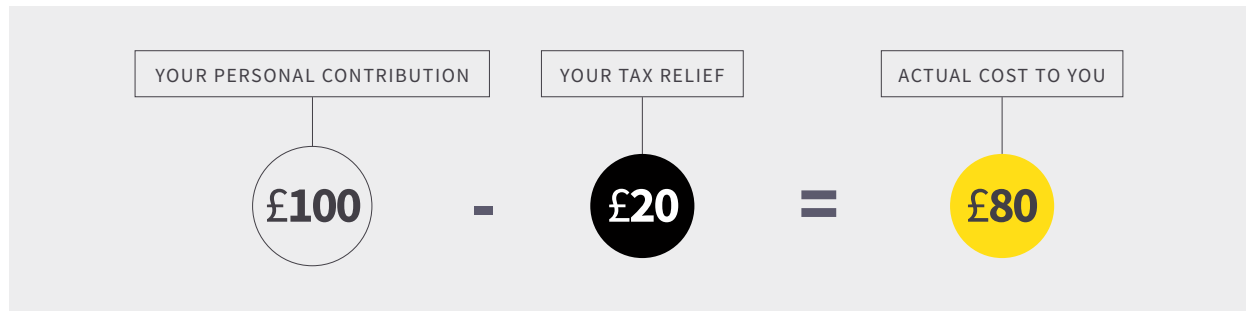 YOUR PERSONAL CONTRIBUTION
YOUR TAX RELIEF
ACTUAL COST TO YOU
£100 - £20 = £80